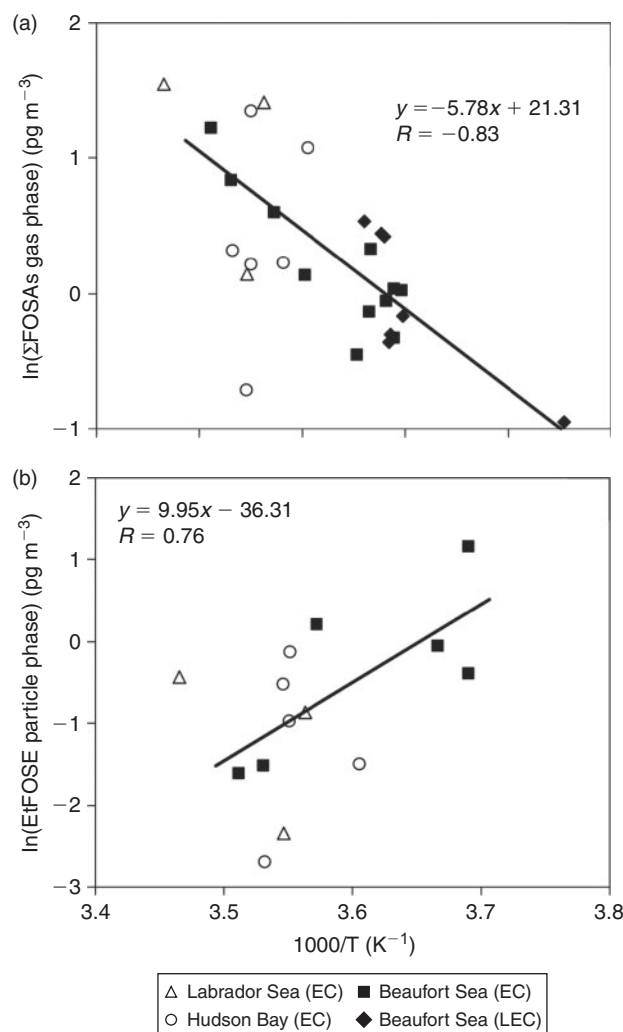 (a)
2
1
0
−1
ln(ΣFOSAs gas phase) (pg m⁻³)
y = −5.78x + 21.31
R = −0.83
(b)
2
1
0
−1
−2
−3
ln(EtFOSE particle phase) (pg m⁻³)
y = 9.95x − 36.31
R = 0.76
3.4 3.5 3.6 3.7 3.8
1000/T (K⁻¹)
△ Labrador Sea (EC) ■ Beaufort Sea (EC)
○ Hudson Bay (EC) ◆ Beaufort Sea (LEC)